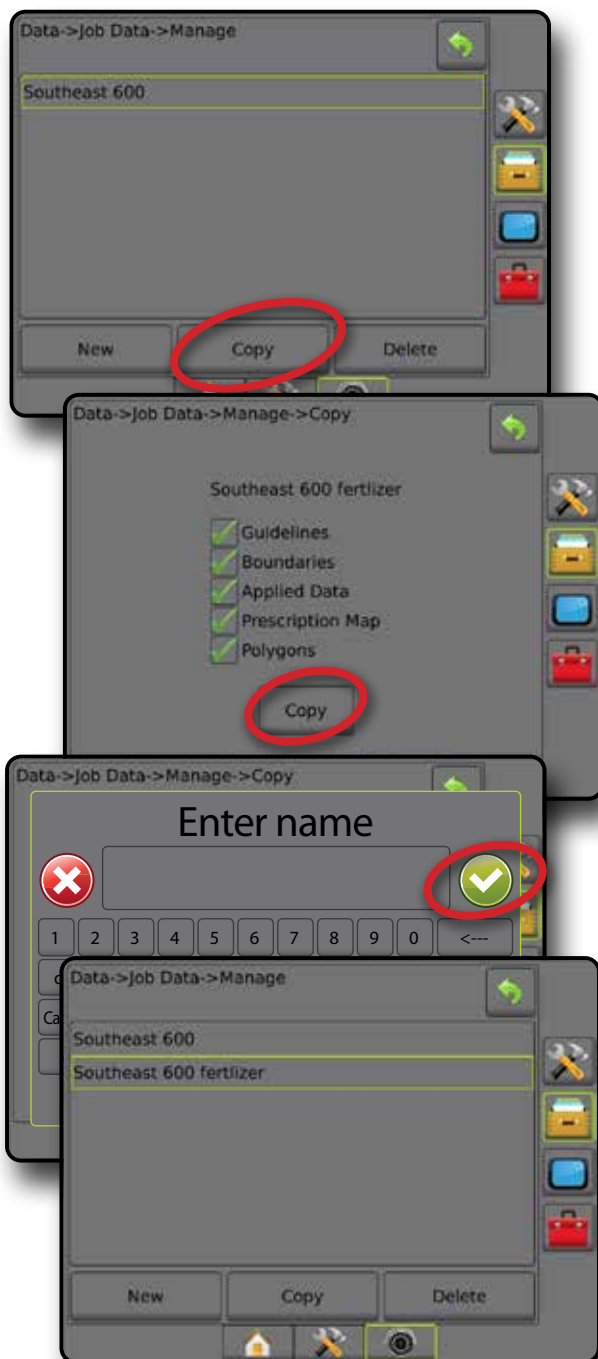 Data->Job Data->Manage
Southeast 600
New Copy Delete
Data->Job Data->Manage->Copy
Southeast 600 fertlizer
Guidelines
Boundaries
Applied Data
Prescription Map
Polygons
Copy
Data->Job Data->Manage->Copy
Enter name
1 2 3 4 5 6 7 8 9 0 <---
Data->Job Data->Manage
Southeast 600
Southeast 600 fertlizer
New Copy Delete